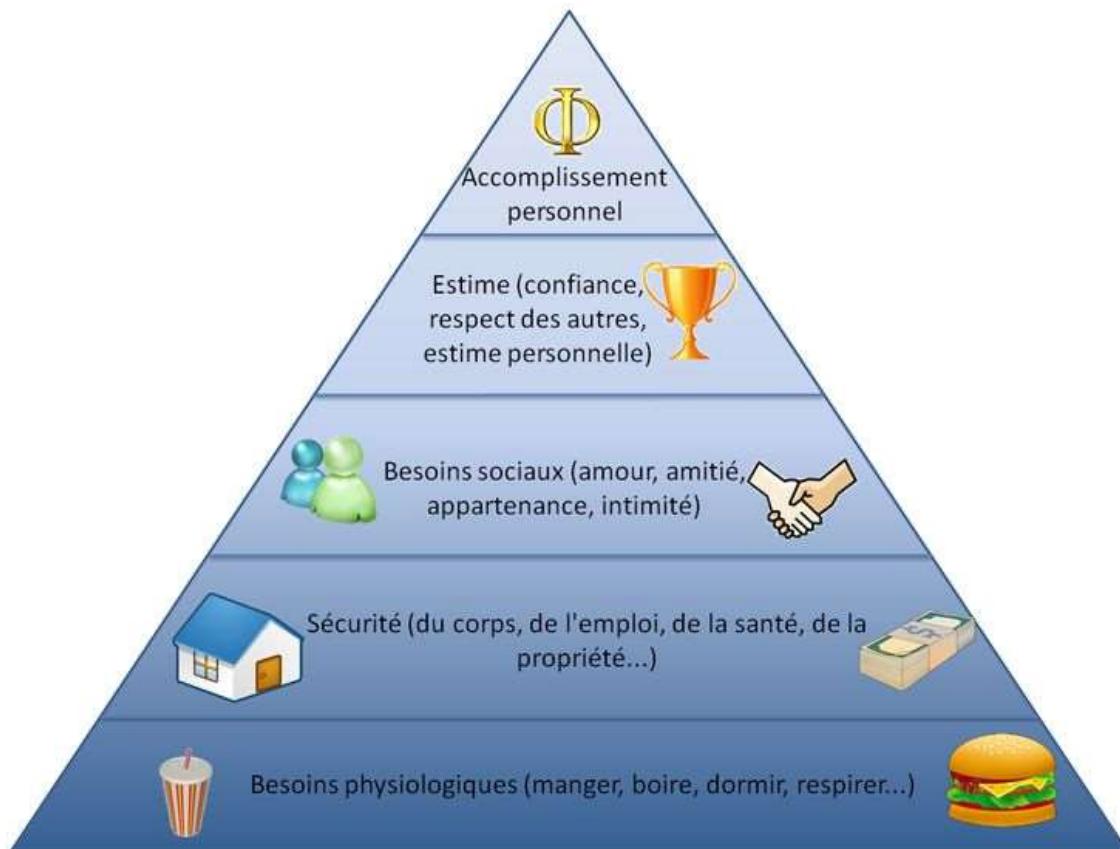 Φ
Accomplissement
personnel
Estime (confiance,
respect des autres,
estime personnelle)
Besoins sociaux (amour, amitié,
appartenance, intimité)
Sécurité (du corps, de l'emploi, de la santé, de la
propriété...)
Besoins physiologiques (manger, boire, dormir, respirer...)